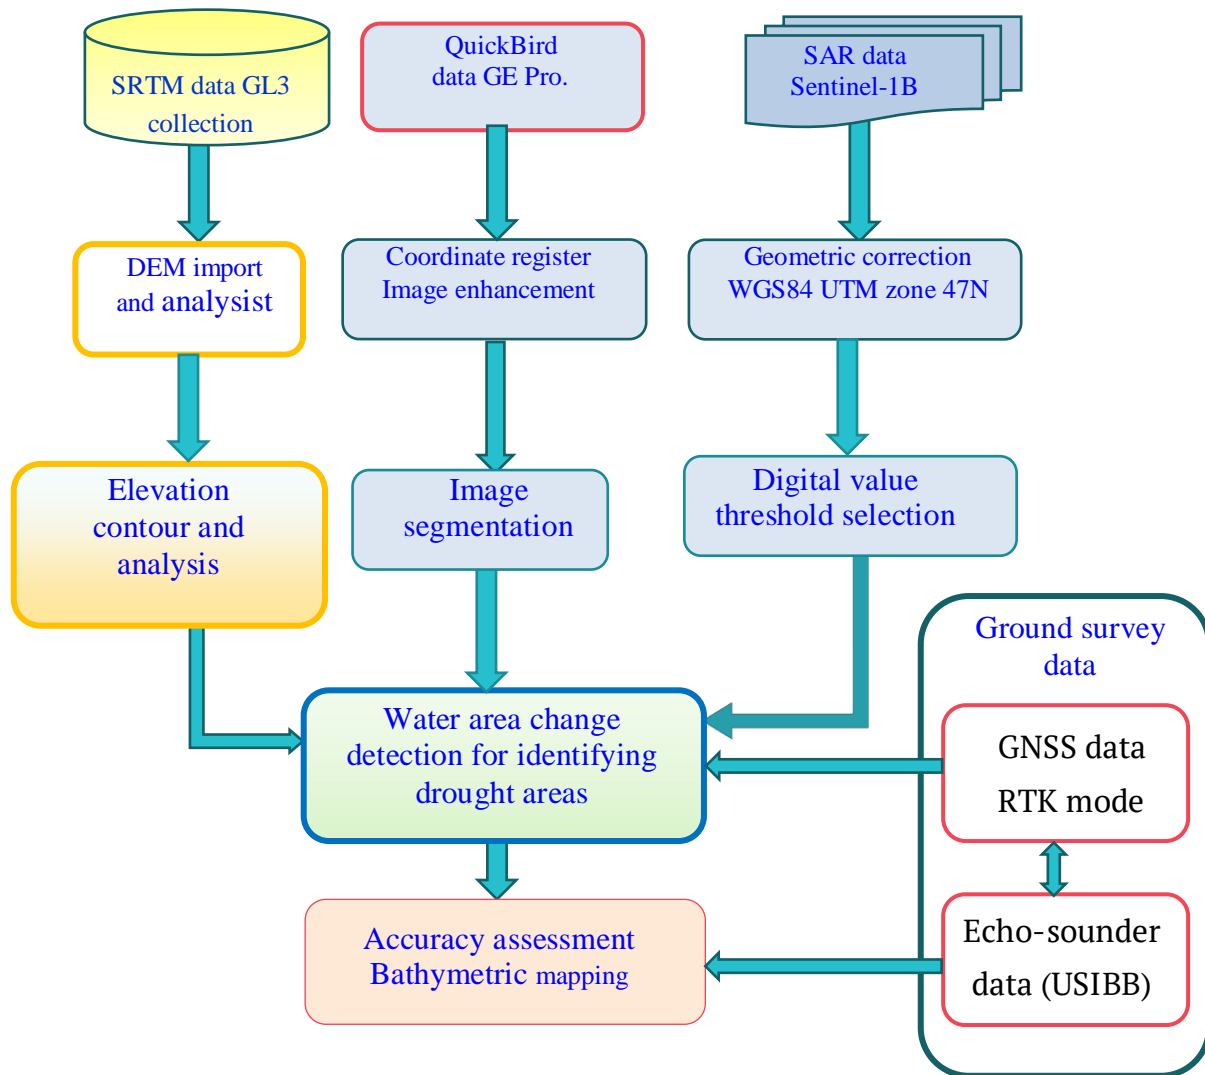 SRTM data GL3
collection
QuickBird
data GE Pro.
SAR data
Sentinel-1B
DEM import
and analysist
Coordinate register
Image enhancement
Geometric correction
WGS84 UTM zone 47N
Elevation
contour and
analysis
Image
segmentation
Digital value
threshold selection
Ground survey
data
Water area change
detection for identifying
drought areas
GNSS data
RTK mode
Accuracy assessment
Bathymetric mapping
Echo-sounder
data (USIBB)